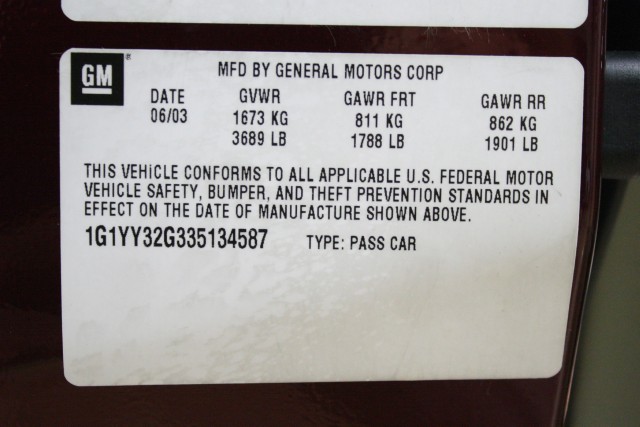 GM®
MFD BY GENERAL MOTORS CORP
DATE GVWR GAWR FRT GAWR RR
06/03 1673 KG 811 KG 862 KG
3689 LB 1788 LB 1901 LB
THIS VEHICLE CONFORMS TO ALL APPLICABLE U.S. FEDERAL MOTOR
VEHICLE SAFETY, BUMPER, AND THEFT PREVENTION STANDARDS IN
EFFECT ON THE DATE OF MANUFACTURE SHOWN ABOVE.
1G1YY32G335134587 TYPE: PASS CAR